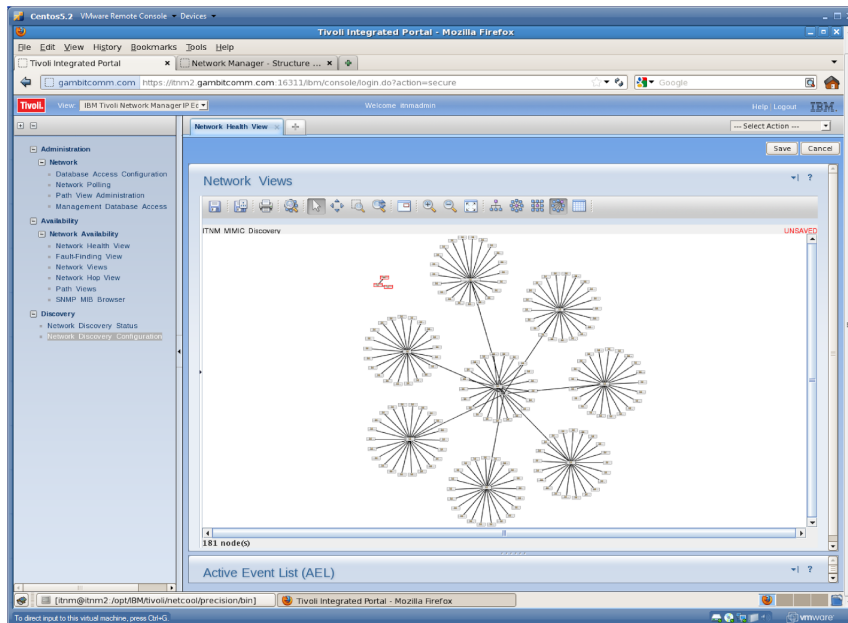 Centos5.2 VMware Remote Console Devices
Tivoli Integrated Portal - Mozilla Firefox
File Edit View History Bookmarks Tools Help
Tivoli Integrated Portal
Network Manager - Structure ...
gambitcomm.com https://itnm2.gambitcomm.com:16311/ibm/console/login.do?action=secure
Google
Tivoli. View: IBM Tivoli Network Manager IP Ec
Welcome itnmadmin
Help Logout IBM.
Network Health View
--- Select Action ---
Save Cancel
Administration
Network
Database Access Configuration
Network Polling
Path View Administration
Management Database Access
Availability
Network Availability
Network Health View
Fault-Finding View
Network Views
Network Hop View
Path Views
SNMP MIB Browser
Discovery
Network Discovery Status
Network Discovery Configuration
Network Views
ITNM MIMIC Discovery
UNSAVED
181 node(s)
Active Event List (AEL)
[itnm@itnm2:/opt/IBM/tivoli/netcool/precision/bin]
Tivoli Integrated Portal - Mozilla Firefox
To direct input to this virtual machine, press Ctrl+G.
vmware